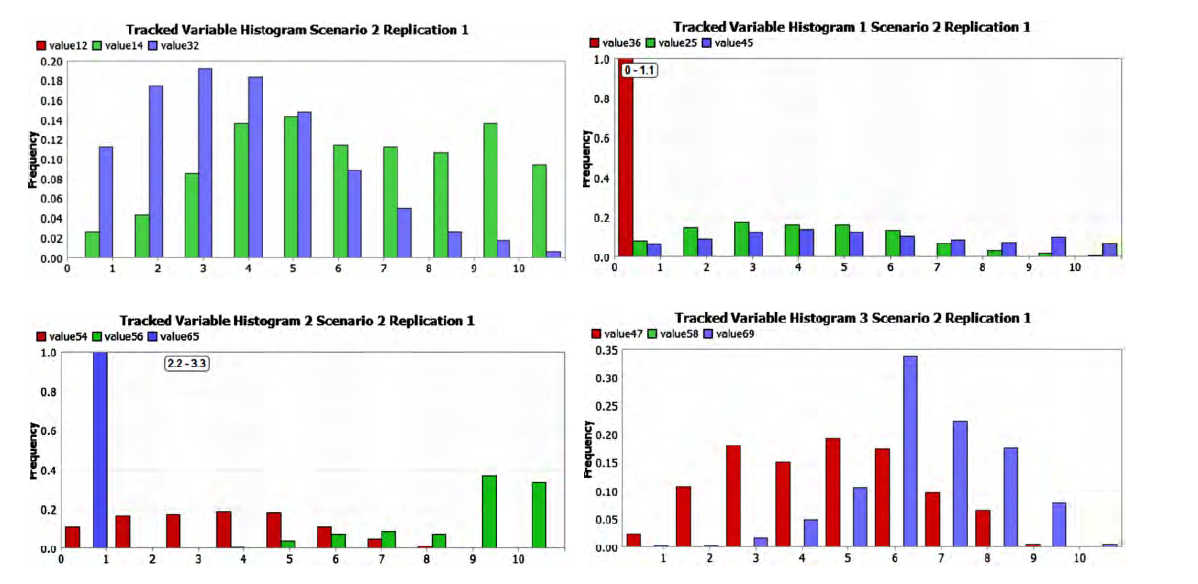 Tracked Variable Histogram Scenario 2 Replication 1
value12 value14 value32
0.20
0.18
0.16
0.14
0.12
0.10
0.08
0.06
0.04
0.02
0.00
Frequency
0 1 2 3 4 5 6 7 8 9 10
Tracked Variable Histogram 1 Scenario 2 Replication 1
value36 value25 value45
1.0
0 - 1.1
0.8
0.6
0.4
0.2
0.0
Frequency
0 1 2 3 4 5 6 7 8 9 10
Tracked Variable Histogram 2 Scenario 2 Replication 1
value54 value56 value65
1.0
2.2 - 3.3
0.8
0.6
0.4
0.2
0.0
Frequency
0 1 2 3 4 5 6 7 8 9 10
Tracked Variable Histogram 3 Scenario 2 Replication 1
value47 value58 value69
0.35
0.30
0.25
0.20
0.15
0.10
0.05
0.00
Frequency
1 2 3 4 5 6 7 8 9 10